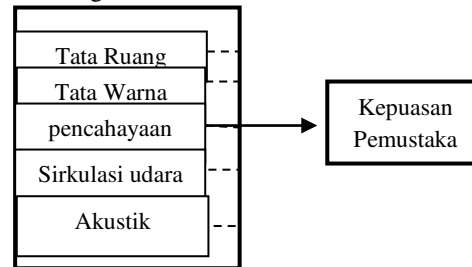 Tata Ruang
Tata Warna
pencahayaan
Sirkulasi udara
Akustik
Kepuasan
Pemustaka